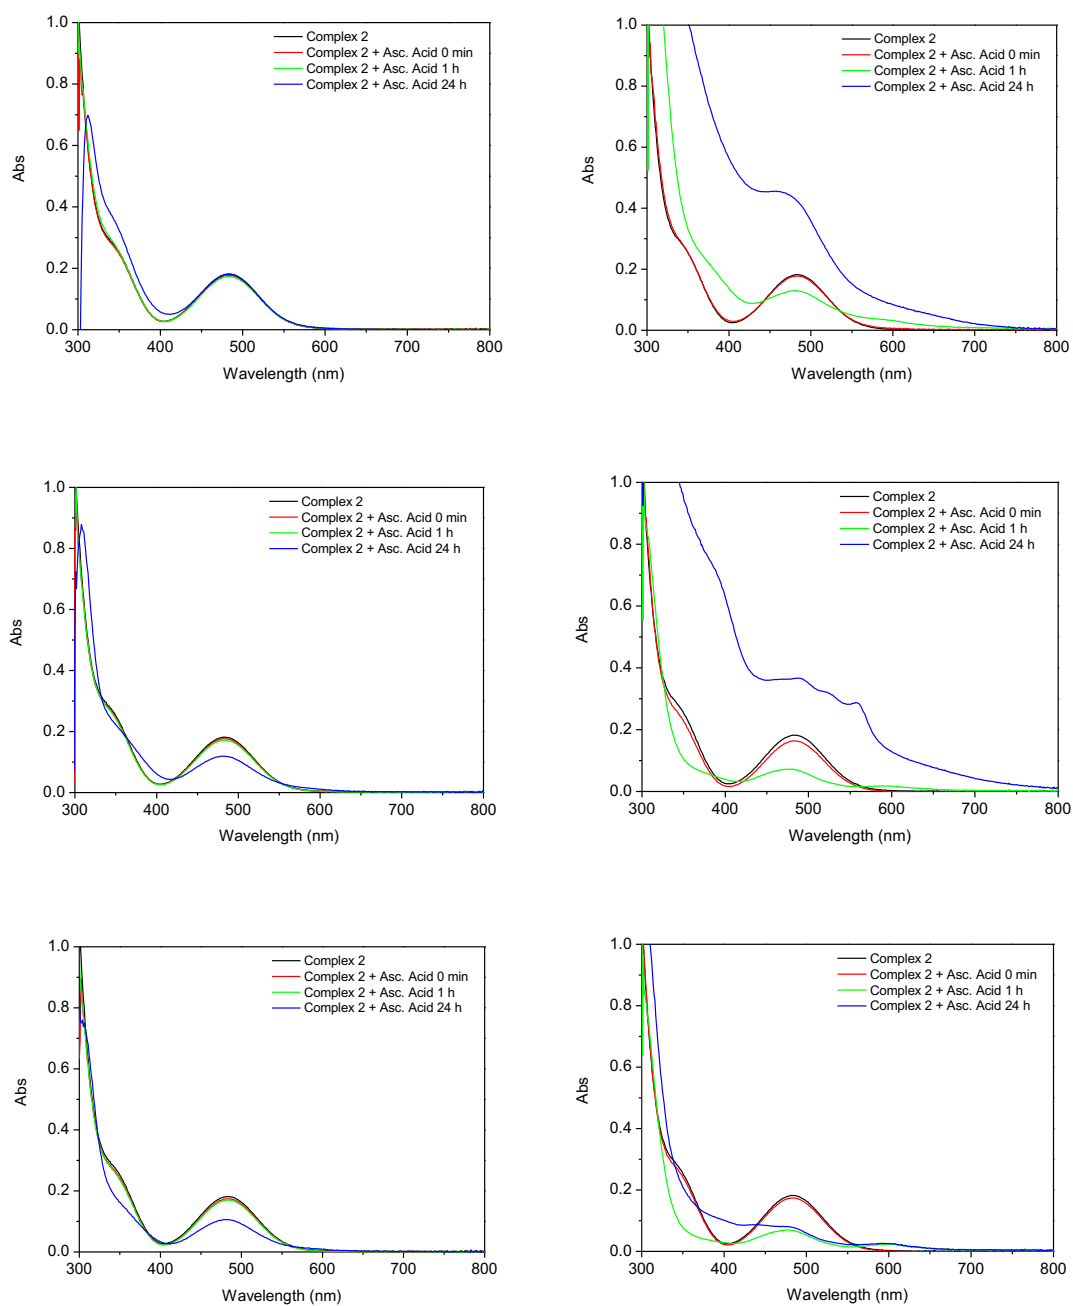 1.0
0.8
0.6
0.4
0.2
0.0
Abs
300 400 500 600 700 800
Wavelength (nm)
Complex 2
Complex 2 + Asc. Acid 0 min
Complex 2 + Asc. Acid 1 h
Complex 2 + Asc. Acid 24 h
1.0
0.8
0.6
0.4
0.2
0.0
Abs
300 400 500 600 700 800
Wavelength (nm)
Complex 2
Complex 2 + Asc. Acid 0 min
Complex 2 + Asc. Acid 1 h
Complex 2 + Asc. Acid 24 h
1.0
0.8
0.6
0.4
0.2
0.0
Abs
300 400 500 600 700 800
Wavelength (nm)
Complex 2
Complex 2 + Asc. Acid 0 min
Complex 2 + Asc. Acid 1 h
Complex 2 + Asc. Acid 24 h
1.0
0.8
0.6
0.4
0.2
0.0
Abs
300 400 500 600 700 800
Wavelength (nm)
Complex 2
Complex 2 + Asc. Acid 0 min
Complex 2 + Asc. Acid 1 h
Complex 2 + Asc. Acid 24 h
1.0
0.8
0.6
0.4
0.2
0.0
Abs
300 400 500 600 700 800
Wavelength (nm)
Complex 2
Complex 2 + Asc. Acid 0 min
Complex 2 + Asc. Acid 1 h
Complex 2 + Asc. Acid 24 h
1.0
0.8
0.6
0.4
0.2
0.0
Abs
300 400 500 600 700 800
Wavelength (nm)
Complex 2
Complex 2 + Asc. Acid 0 min
Complex 2 + Asc. Acid 1 h
Complex 2 + Asc. Acid 24 h